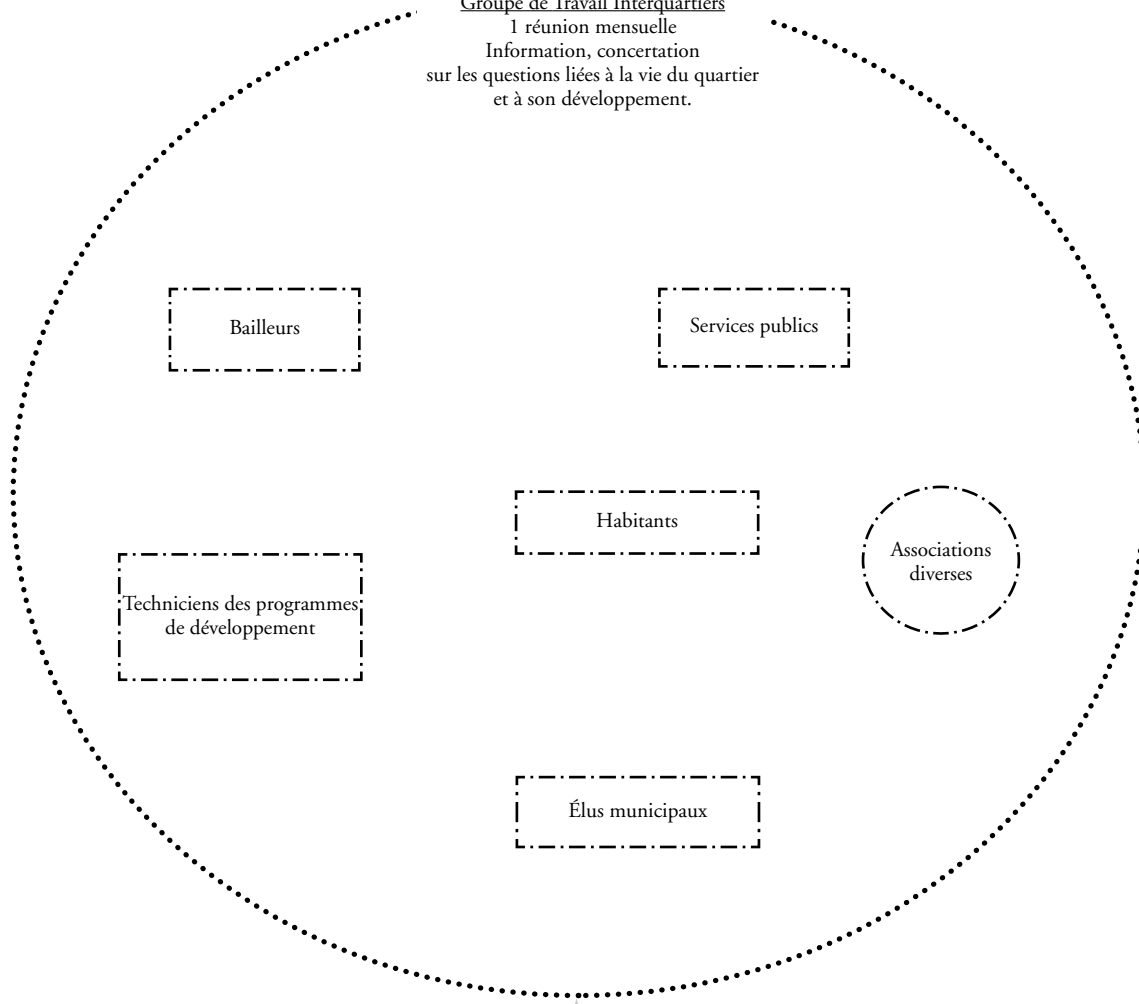 Groupe de Travail Interquartiers
1 réunion mensuelle
Information, concertation
sur les questions liées à la vie du quartier
et à son développement.
Bailleurs
Services publics
Habitants
Associations
diverses
Techniciens des programmes
de développement
Élus municipaux